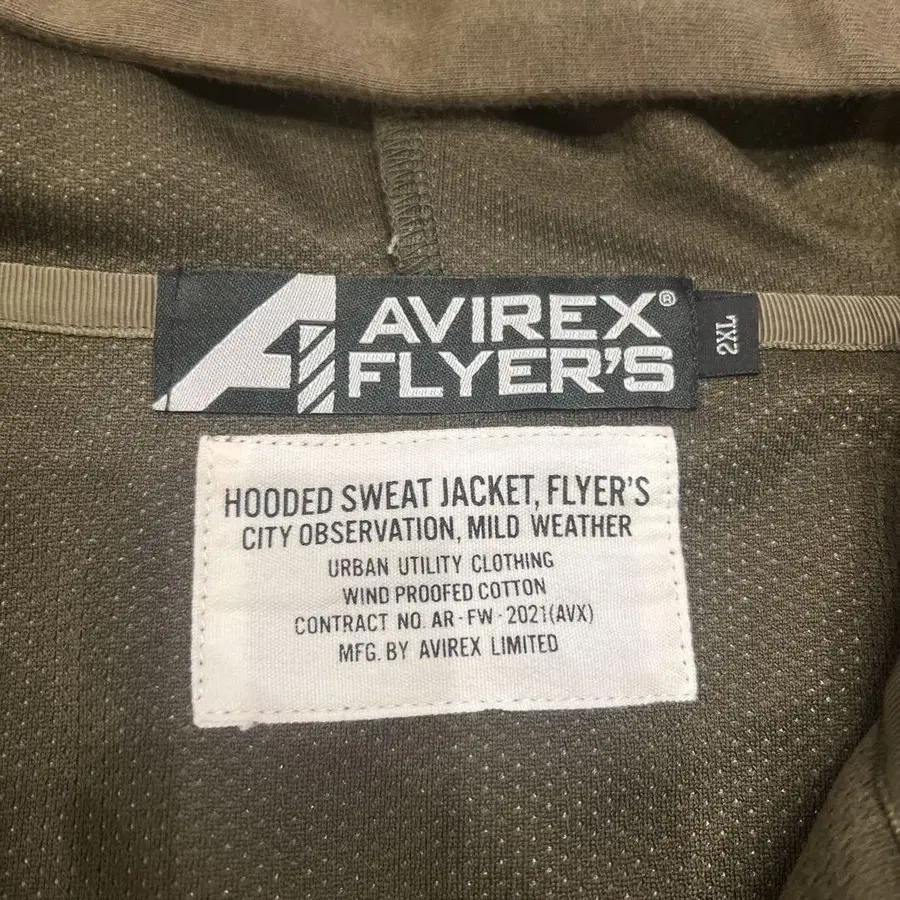 AVIREX®
FLYER'S
2XL
HOODED SWEAT JACKET, FLYER'S
CITY OBSERVATION, MILD WEATHER
URBAN UTILITY CLOTHING
WIND PROOFED COTTON
CONTRACT NO. AR-FW-2021(AVX)
MFG. BY AVIREX LIMITED